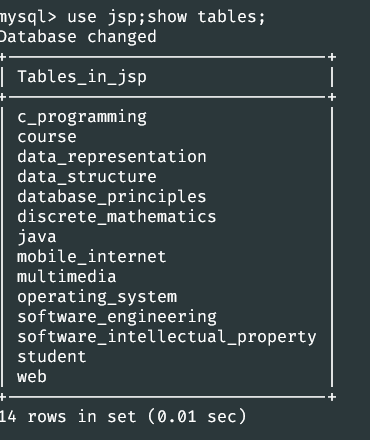 mysql> use jsp;show tables;
Database changed
Tables_in_jsp
c_programming
course
data_representation
data_structure
database_principles
discrete_mathematics
java
mobile_internet
multimedia
operating_system
software_engineering
software_intellectual_property
student
web
14 rows in set (0.01 sec)